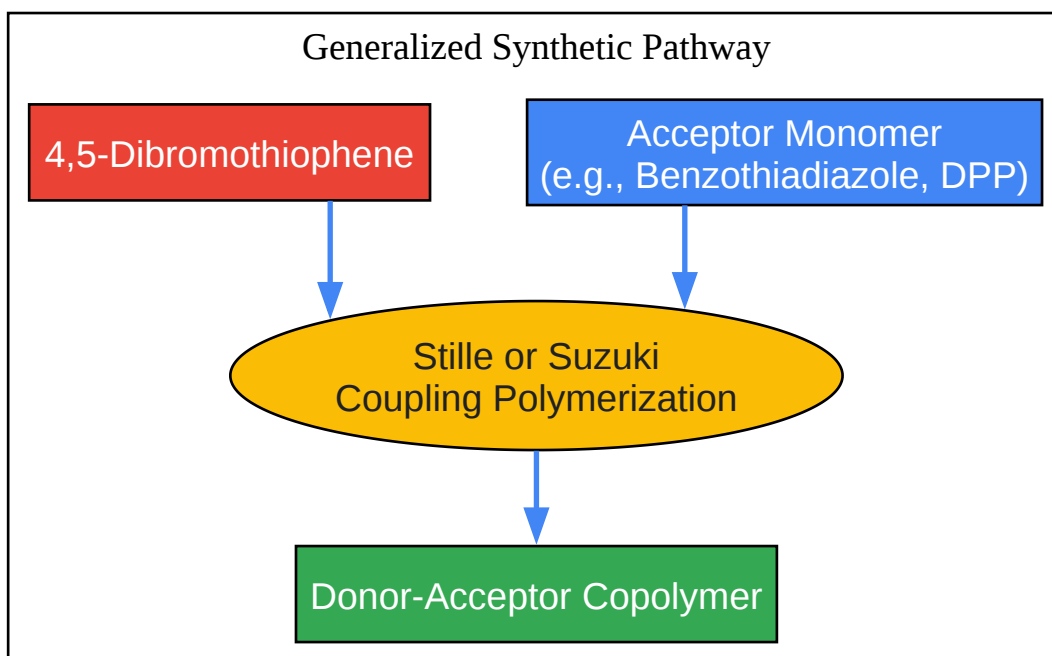 Generalized Synthetic Pathway
4,5-Dibromothiophene
Acceptor Monomer
(e.g., Benzothiadiazole, DPP)
Stille or Suzuki
Coupling Polymerization
Donor-Acceptor Copolymer